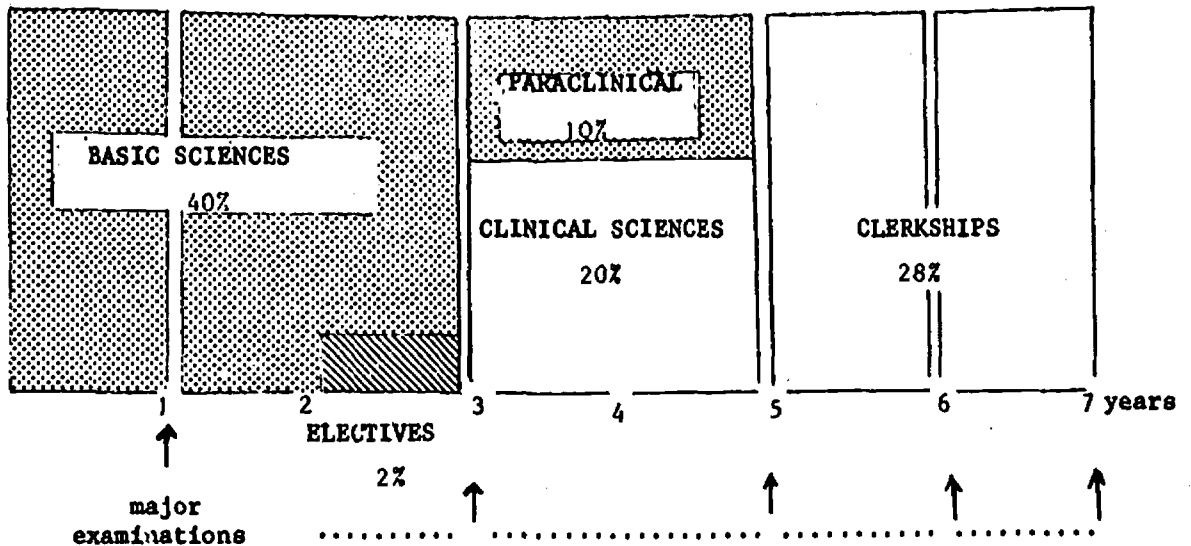 PARACLINICAL
10%
BASIC SCIENCES
40%
CLINICAL SCIENCES
20%
CLERKSHIPS
28%
1 2 3 4 5 6 7 years
ELECTIVES
2%
major
examinations